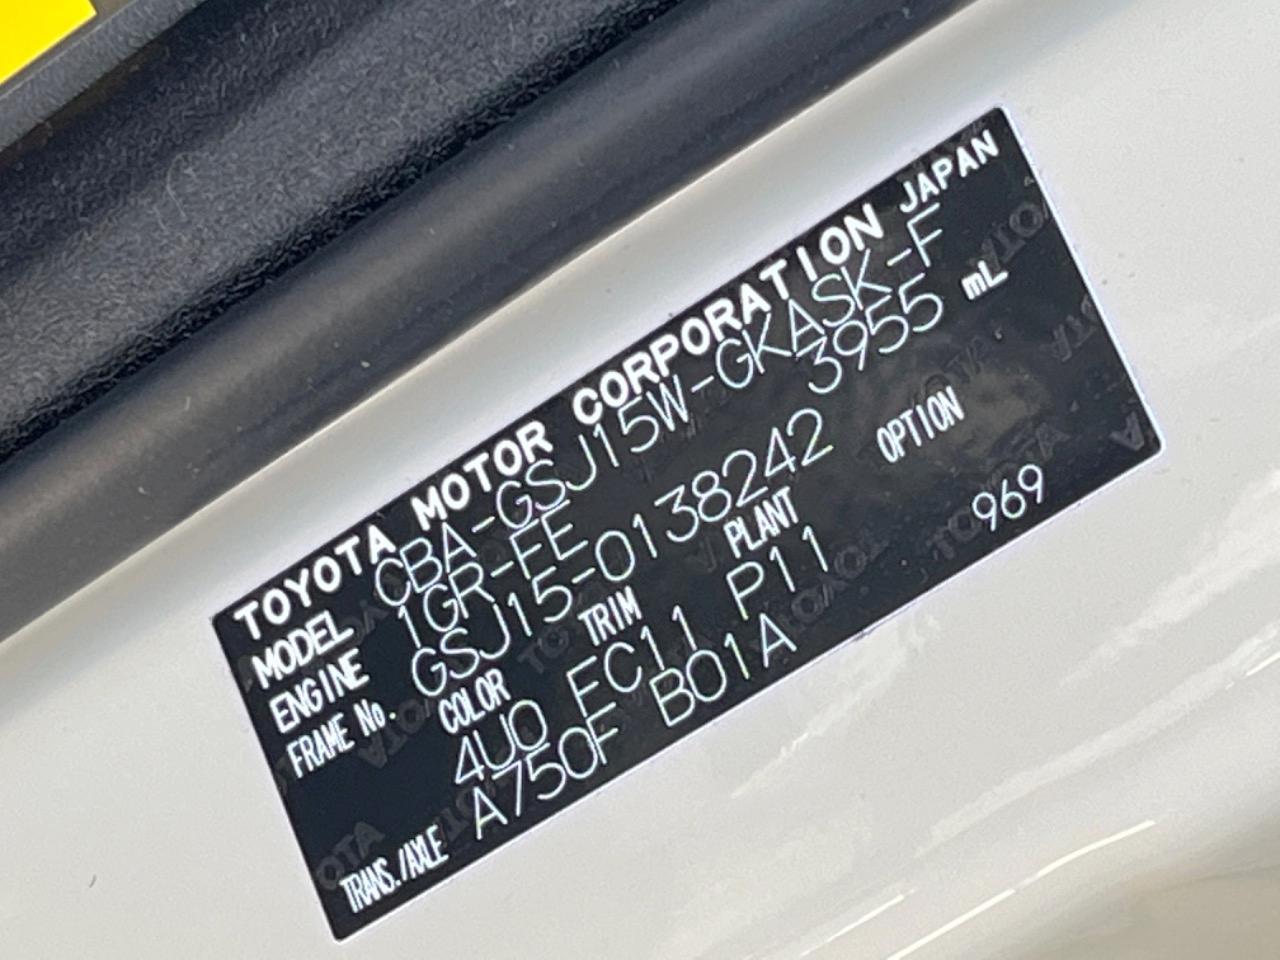 TOYOTA MOTOR CORPORATION JAPAN
MODEL CBA-GSJ15W-GKASK-F
ENGINE 1GR-FE 3955 mL
FRAME No. GSJ15-0138242
COLOR TRIM PLANT OPTION
4U0 FC11 P11
TRANS./AXLE A750F B01A 969